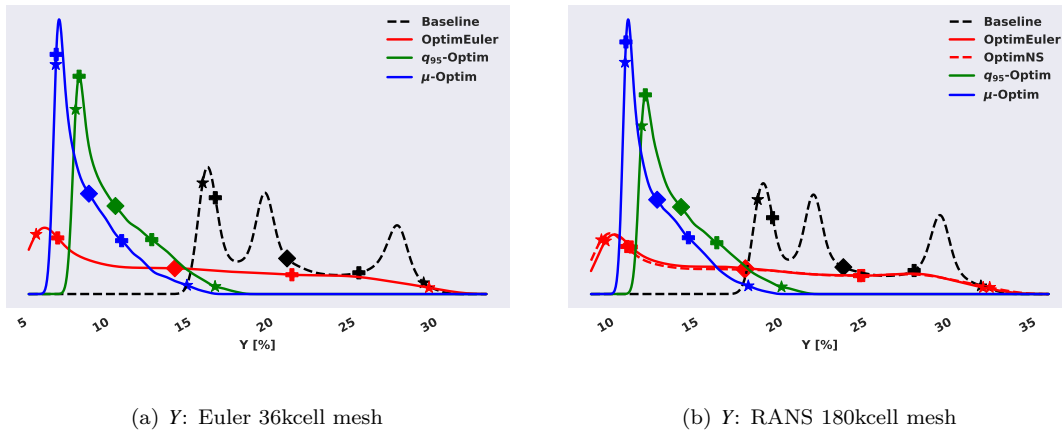 Baseline
OptimEuler
q95-Optim
μ-Optim
5 10 15 20 25 30
Y [%]
Baseline
OptimEuler
OptimNS
q95-Optim
μ-Optim
10 15 20 25 30 35
Y [%]
(a) Y: Euler 36kcell mesh
(b) Y: RANS 180kcell mesh